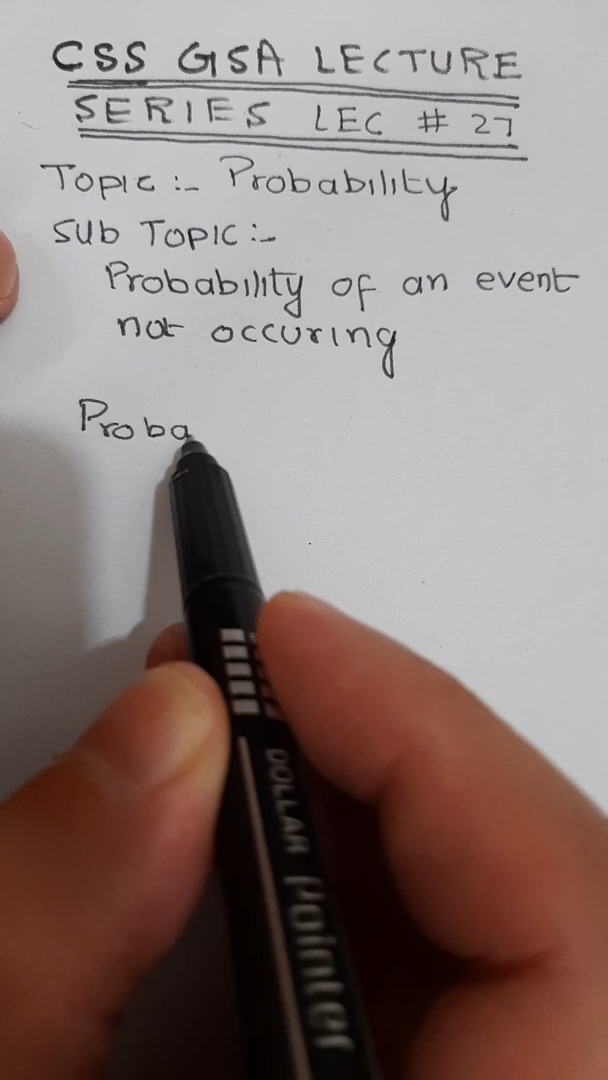 CSS GSA LECTURE
SERIES LEC # 27
TOPIC :- Probability
SUB TOPIC :-
Probability of an event
not occuring
Proba
DOLLAR Pointer